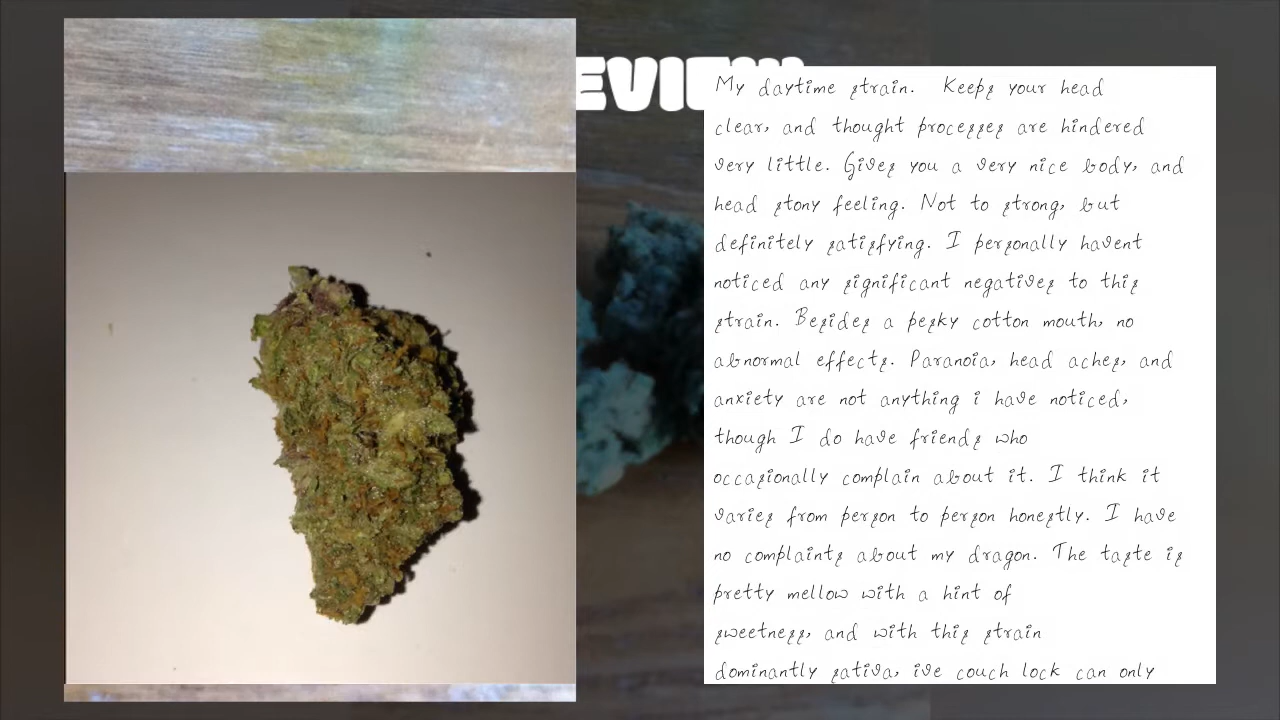 EVIEW
My daytime strain. Keeps your head
clear, and thought processes are hindered
very little. Gives you a very nice body, and
head stony feeling. Not to strong, but
definitely satisfying. I personally havent
noticed any significant negatives to this
strain. Besides a pesky cotton mouth, no
abnormal effects. Paranoia, head aches, and
anxiety are not anything i have noticed,
though I do have friends who
occasionally complain about it. I think it
varies from person to person honestly. I have
no complaints about my dragon. The taste is
pretty mellow with a hint of
sweetness, and with this strain
dominantly sativa, ive couch lock can only